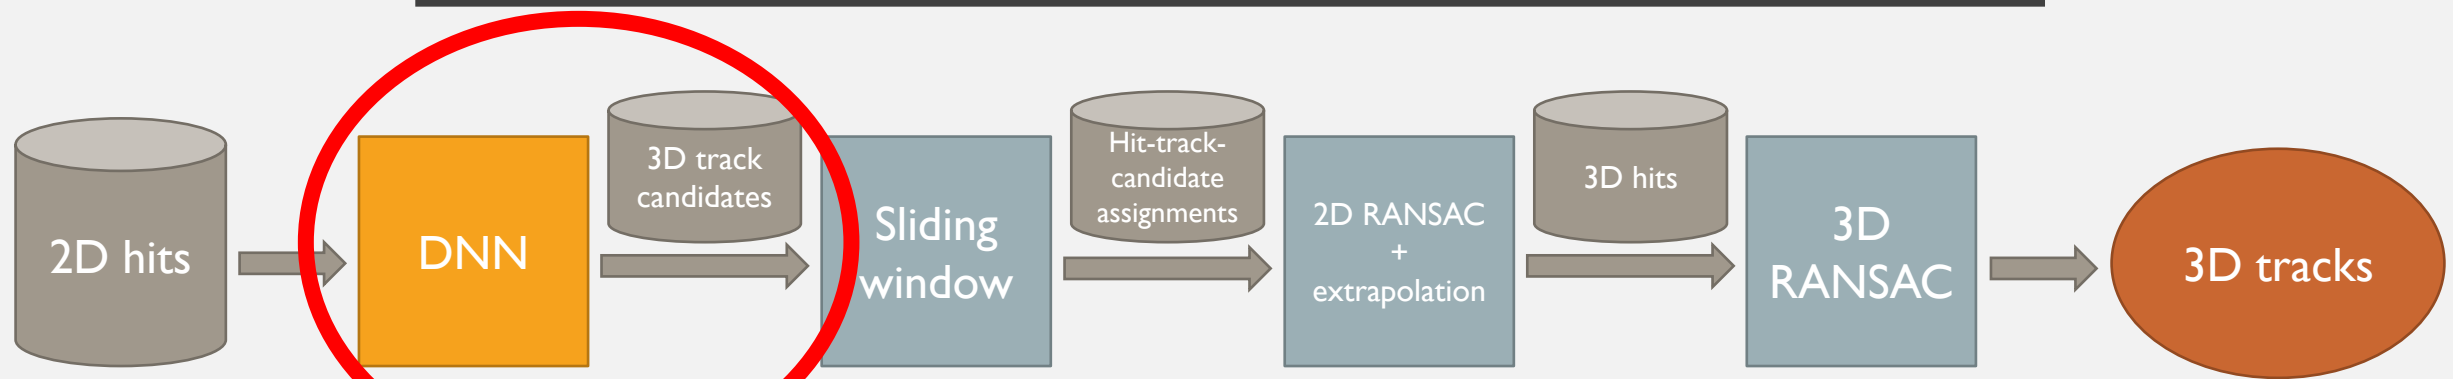 2D hits
DNN
3D track
candidates
Sliding
window
Hit-track-
candidate
assignments
2D RANSAC
+
extrapolation
3D hits
3D
RANSAC
3D tracks